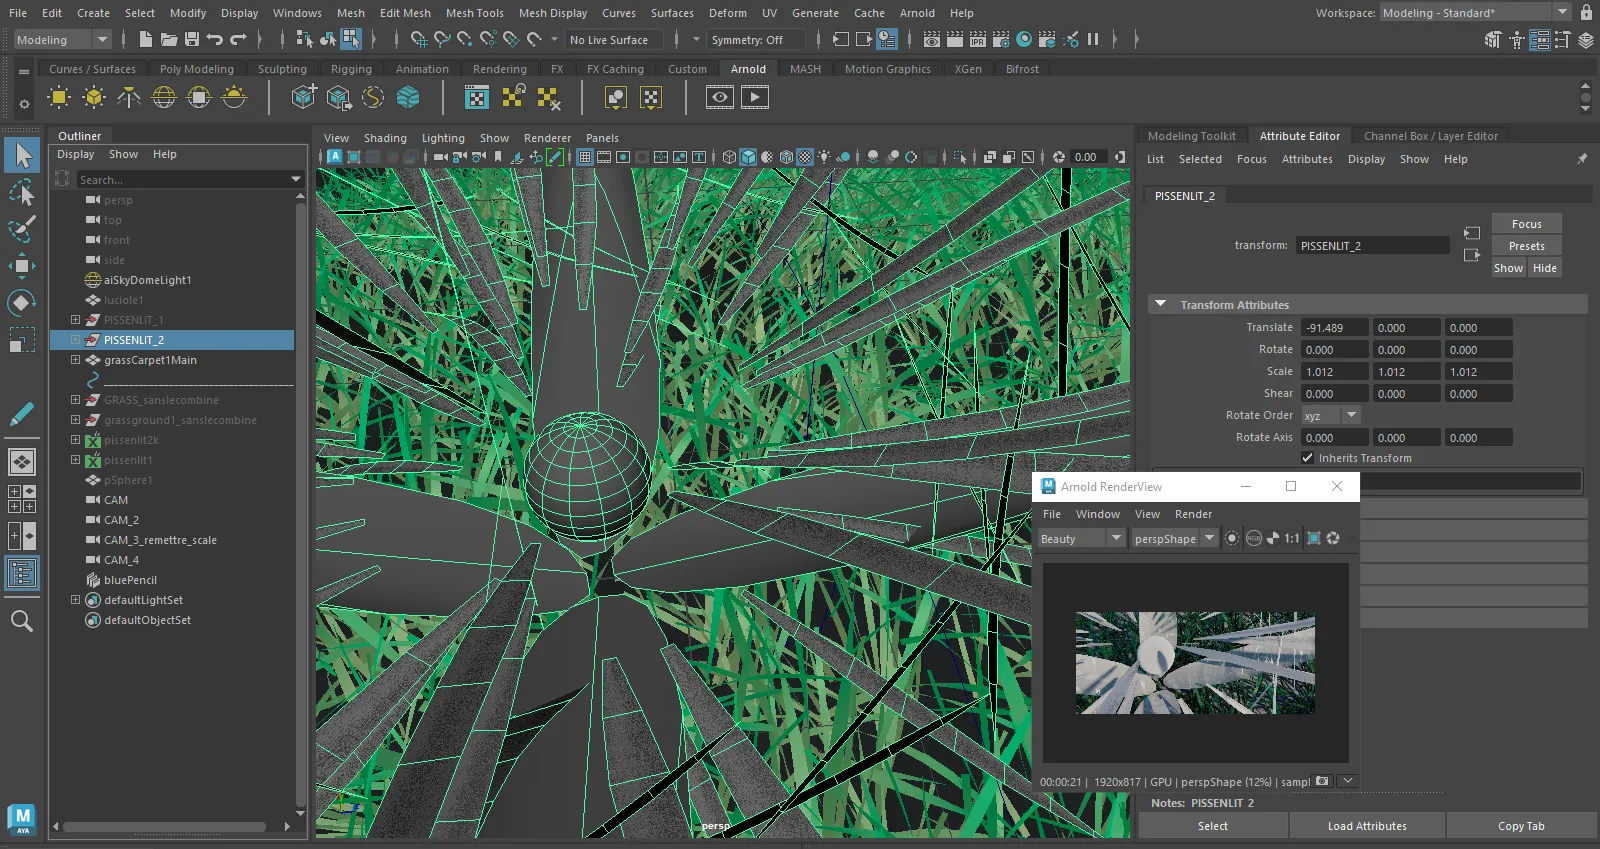 File Edit Create Select Modify Display Windows Mesh Edit Mesh Mesh Tools Mesh Display Curves Surfaces Deform UV Generate Cache Arnold Help Workspace: Modeling - Standard*
Modeling No Live Surface Symmetry: Off
Curves / Surfaces Poly Modeling Sculpting Rigging Animation Rendering FX FX Caching Custom Arnold MASH Motion Graphics XGen Bifrost
Outliner
Display Show Help
Search...
persp
top
front
side
aiSkyDomeLight1
luciole1
PISSENLIT_1
PISSENLIT_2
grassCarpet1Main
GRASS_sanslecombine
grassground1_sanslecombine
pissenlit2k
pissenlit1
pSphere1
CAM
CAM_2
CAM_3_remettre_scale
CAM_4
bluePencil
defaultLightSet
defaultObjectSet
View Shading Lighting Show Renderer Panels
0.00
persp
Modeling Toolkit Attribute Editor Channel Box / Layer Editor
List Selected Focus Attributes Display Show Help
PISSENLIT_2
transform: PISSENLIT_2
Focus
Presets
Show Hide
Transform Attributes
Translate -91.489 0.000 0.000
Rotate 0.000 0.000 0.000
Scale 1.012 1.012 1.012
Shear 0.000 0.000 0.000
Rotate Order xyz
Rotate Axis 0.000 0.000 0.000
Inherits Transform
Arnold RenderView
File Window View Render
Beauty perspShape RGB 1:1
00:00:21 | 1920x817 | GPU | perspShape (12%) | sampl
Notes: PISSENLIT_2
Select Load Attributes Copy Tab
M
AYA